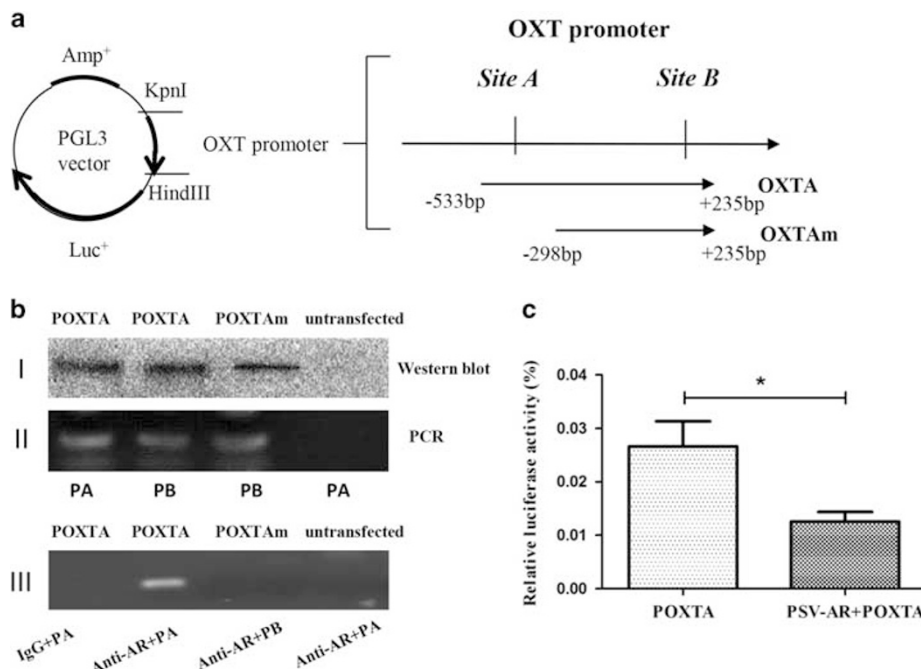 a
OXT promoter
Amp⁺
KpnI
PGL3
vector
HindIII
Luc⁺
OXT promoter
Site A
Site B
OXTA
-533bp
+235bp
OXTAm
-298bp
+235bp
b
POXTA POXTA POXTAm untransfected
I
Western blot
II
PCR
PA PB PB PA
POXTA POXTA POXTAm untransfected
III
IgG+PA Anti-AR+PA Anti-AR+PB Anti-AR+PA
c
Relative luciferase activity (%)
0.04
0.03
0.02
0.01
0.00
*
POXTA PSV-AR+POXTA